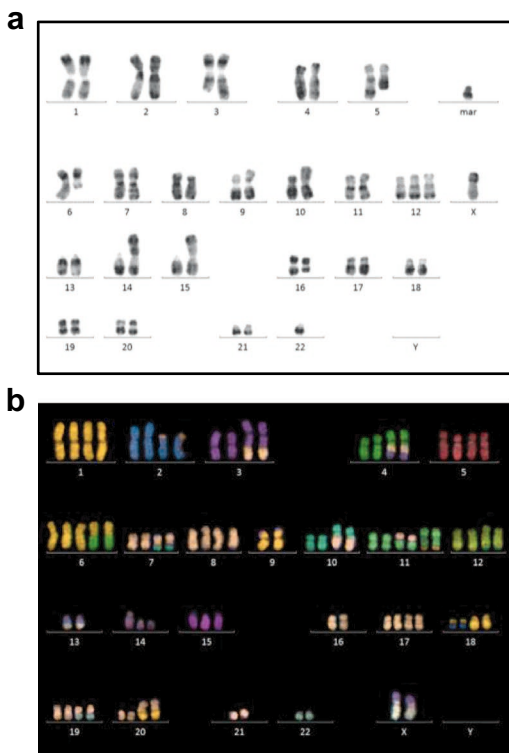 a
1 2 3 4 5 mar
6 7 8 9 10 11 12 X
13 14 15 16 17 18
19 20 21 22 Y
b
1 2 3 4 5
6 7 8 9 10 11 12
13 14 15 16 17 18
19 20 21 22 X Y